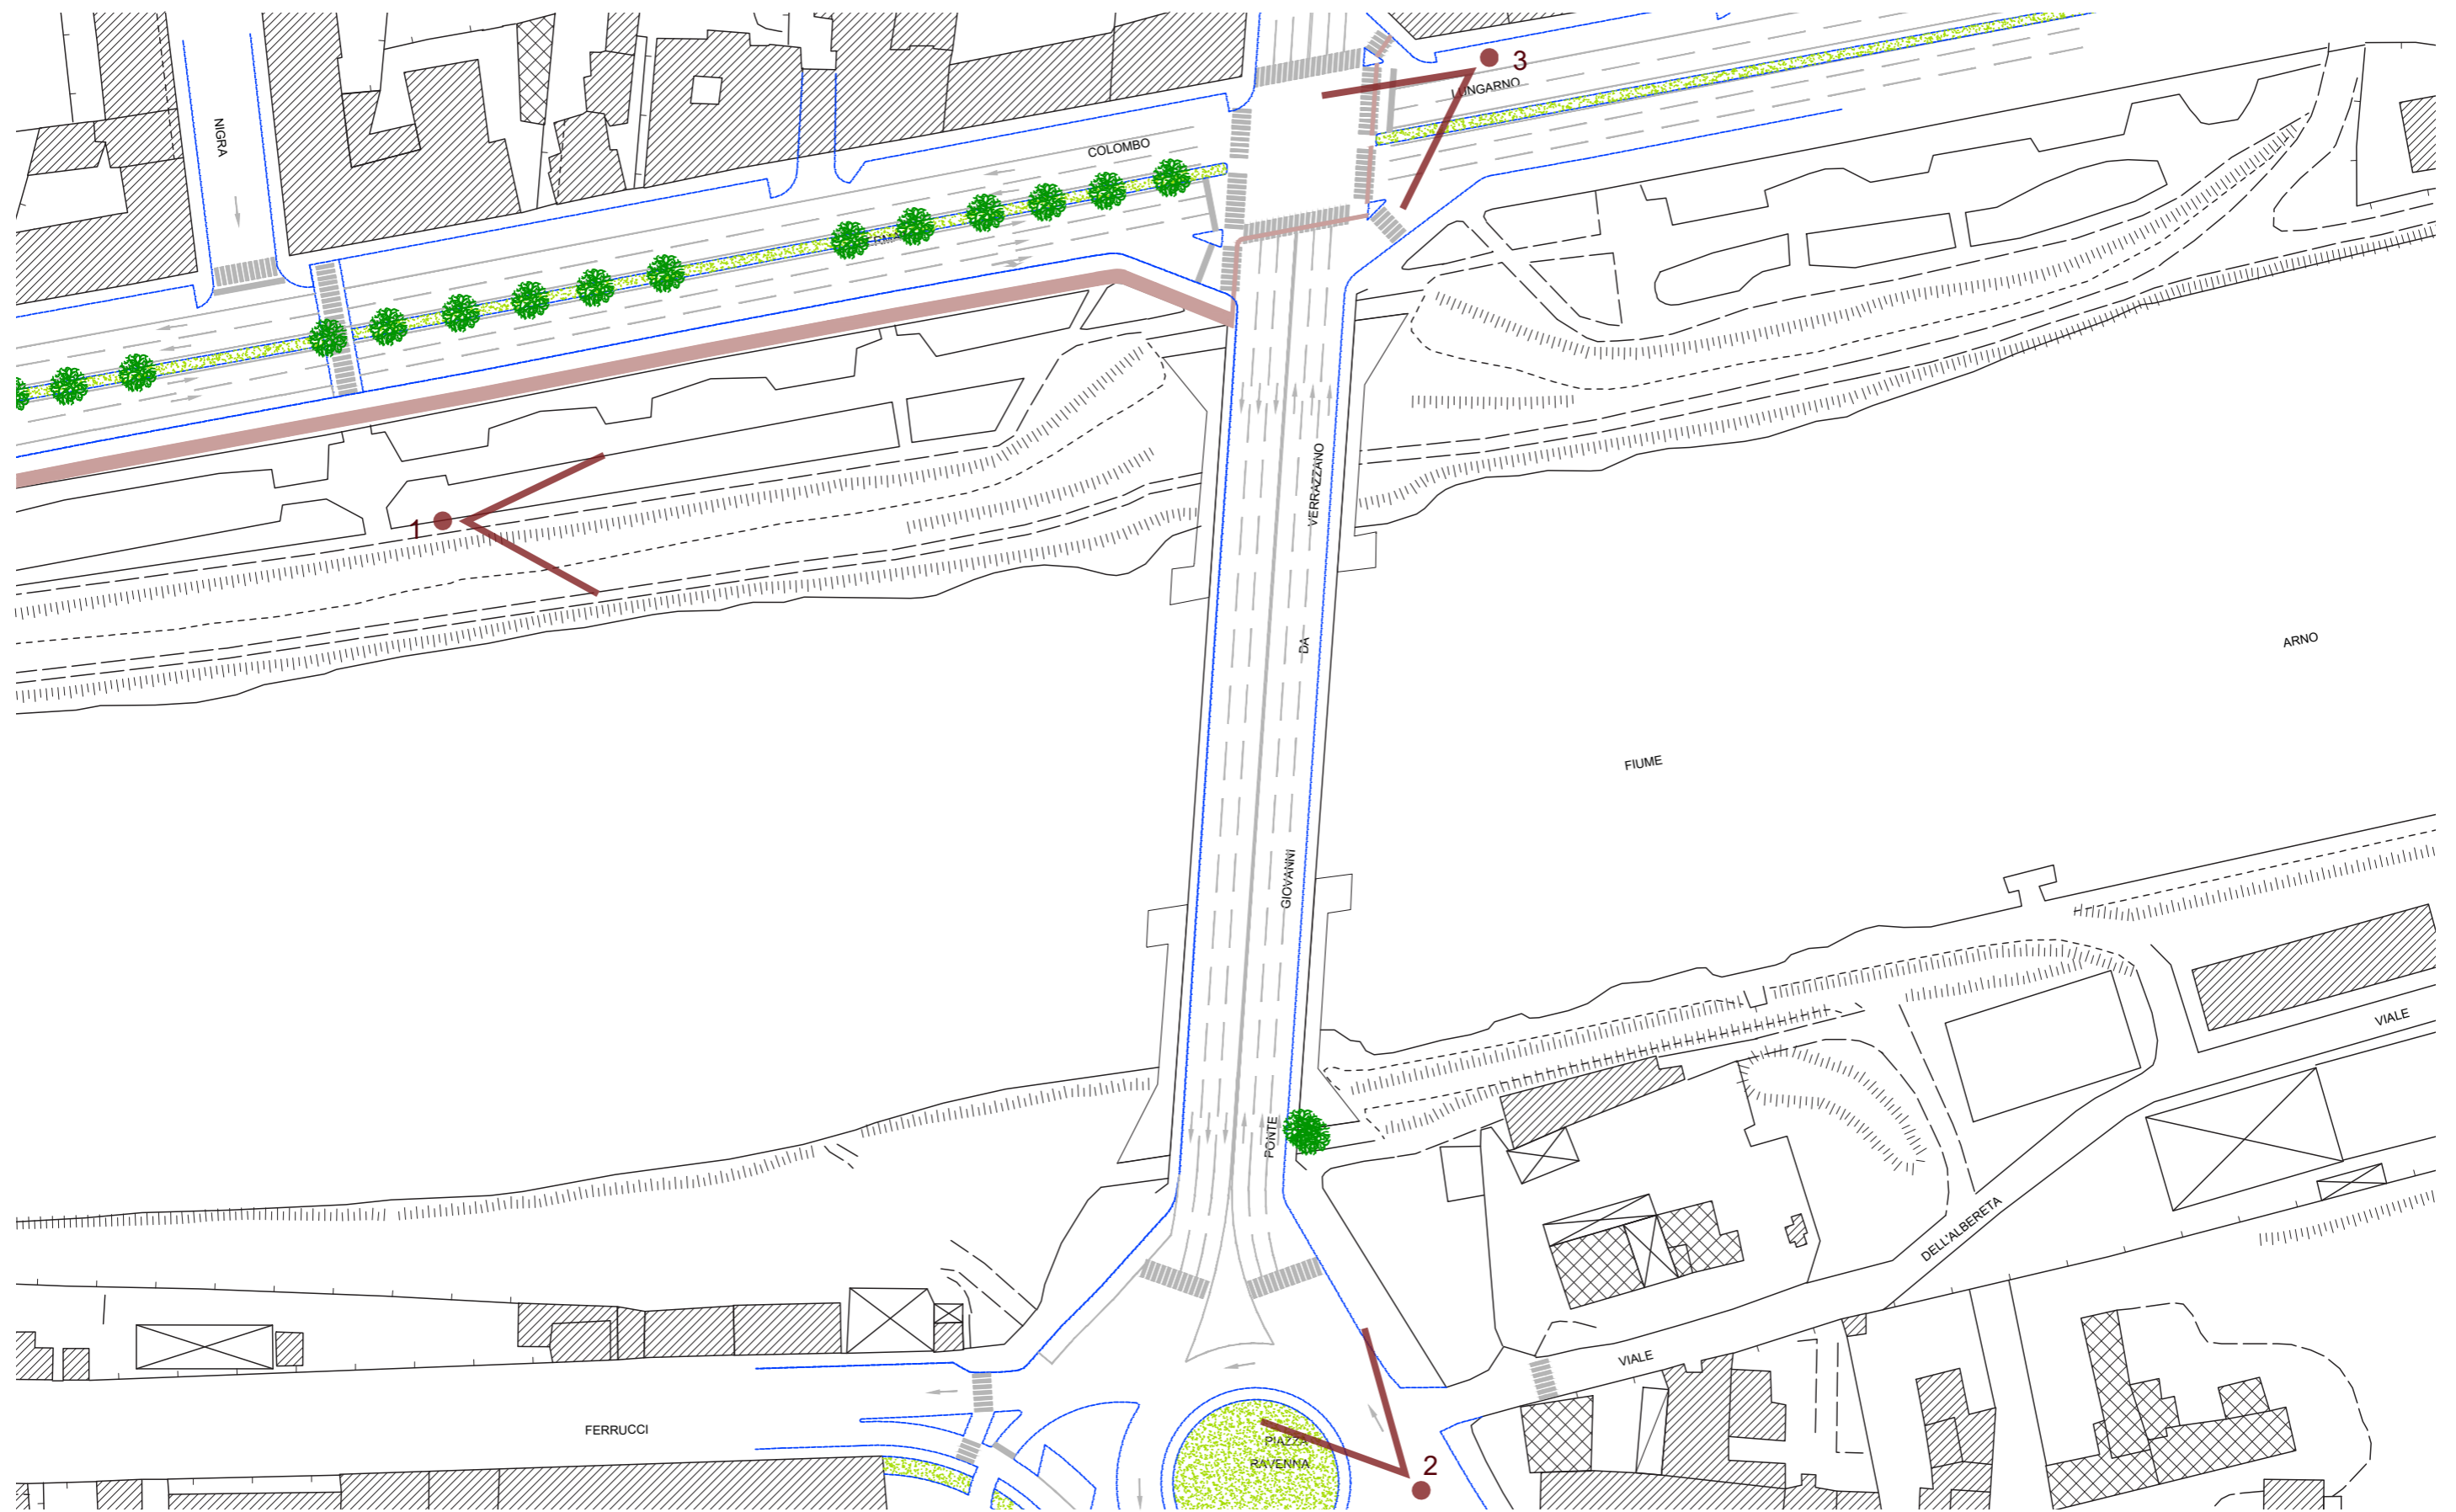 3
LUNGARNO
NIGRA
COLOMBO
1
VERRAZZANO
DA
ARNO
FIUME
GIOVANNI
VIALE
PONTE
DELL'ALBERETA
VIALE
FERRUCCI
PIAZZA
RAVENNA
2